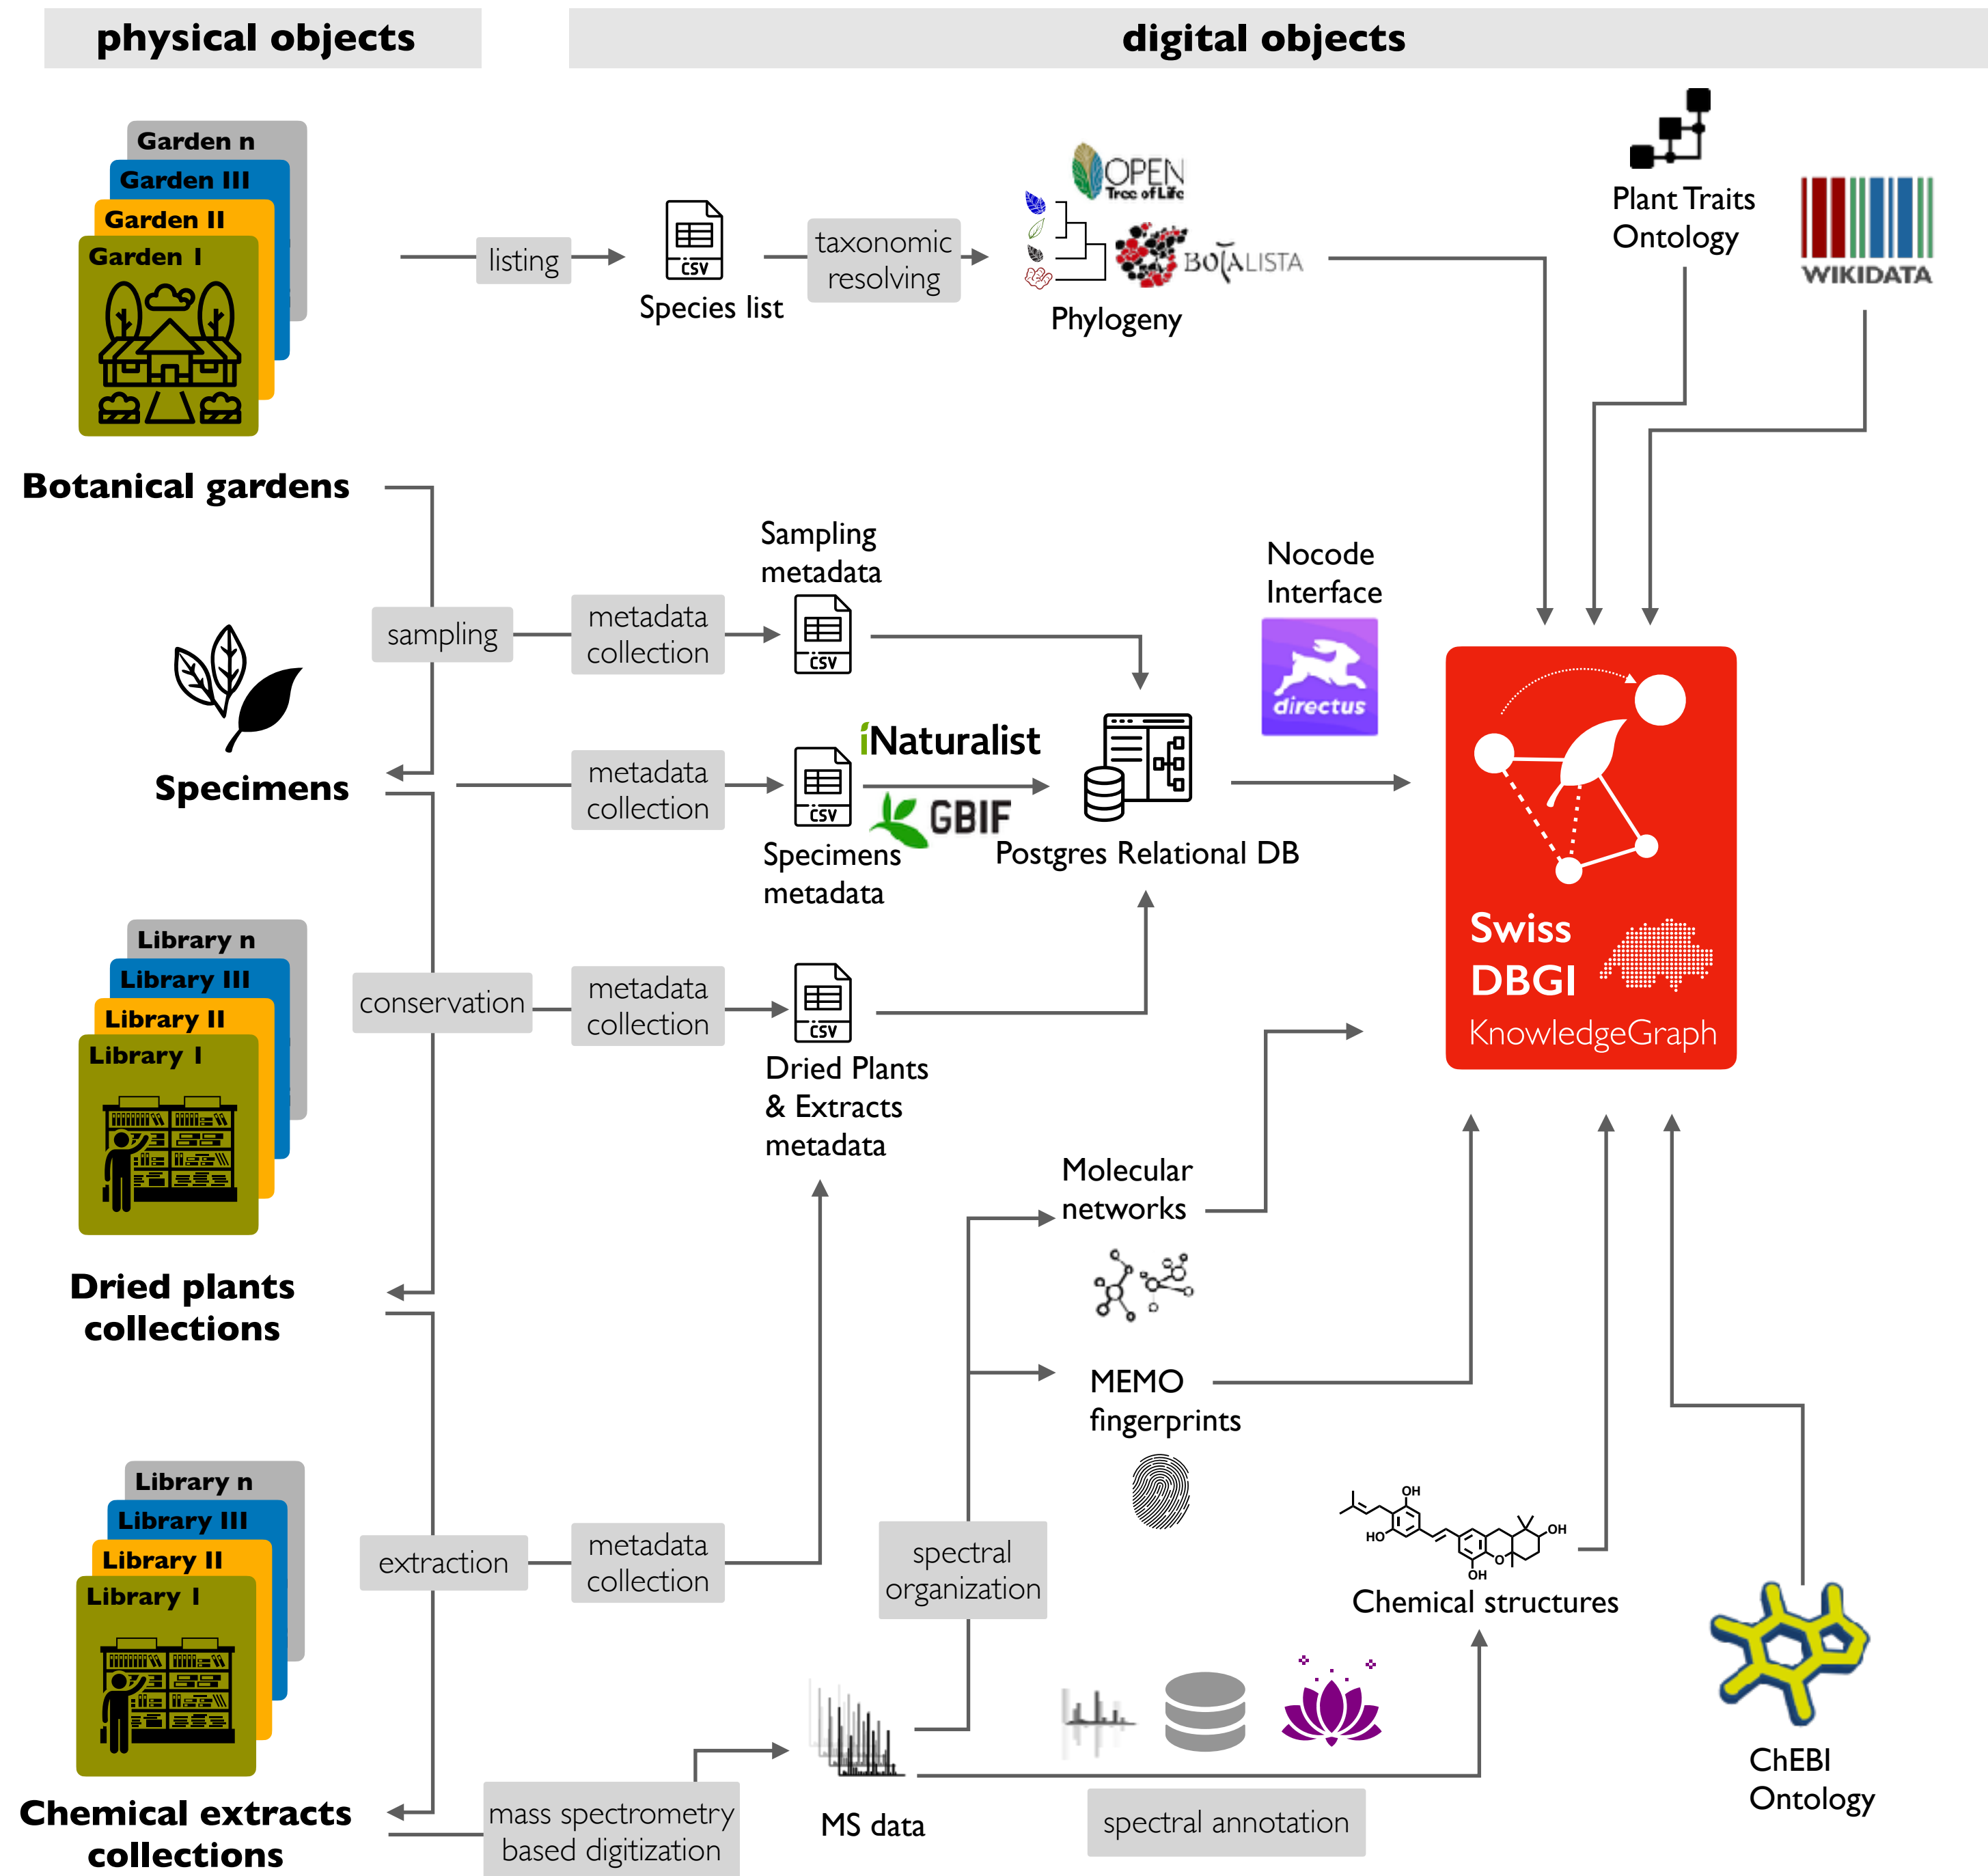 physical objects
digital objects
Garden n
Garden III
Garden II
Garden I
Botanical gardens
listing
CSV
Species list
taxonomic
resolving
OPEN
Tree of Life
BOTALISTA
Phylogeny
Plant Traits
Ontology
WIKIDATA
sampling
metadata
collection
Sampling
metadata
CSV
Nocode
Interface
directus
Specimens
metadata
collection
CSV
Specimens
metadata
iNaturalist
GBIF
Postgres Relational DB
Swiss
DBGI
KnowledgeGraph
Library n
Library III
Library II
Library I
Dried plants
collections
conservation
metadata
collection
CSV
Dried Plants
& Extracts
metadata
Molecular
networks
MEMO
fingerprints
Library n
Library III
Library II
Library I
Chemical extracts
collections
extraction
metadata
collection
spectral
organization
OH
HO
OH
O
OH
Chemical structures
mass spectrometry
based digitization
MS data
spectral annotation
ChEBI
Ontology